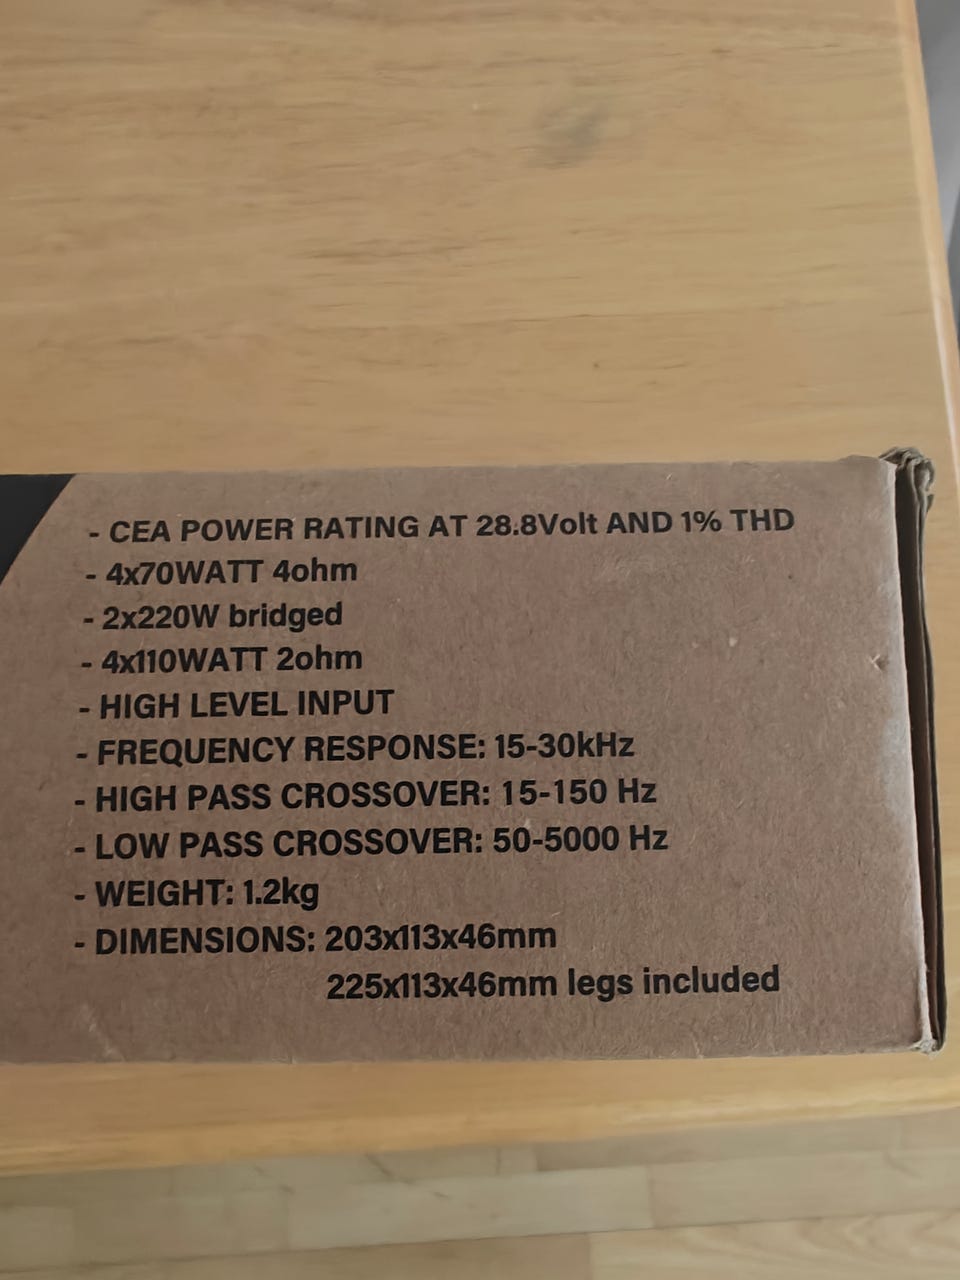 - CEA POWER RATING AT 28.8Volt AND 1% THD
- 4x70WATT 4ohm
- 2x220W bridged
- 4x110WATT 2ohm
- HIGH LEVEL INPUT
- FREQUENCY RESPONSE: 15-30kHz
- HIGH PASS CROSSOVER: 15-150 Hz
- LOW PASS CROSSOVER: 50-5000 Hz
- WEIGHT: 1.2kg
- DIMENSIONS: 203x113x46mm
225x113x46mm legs included